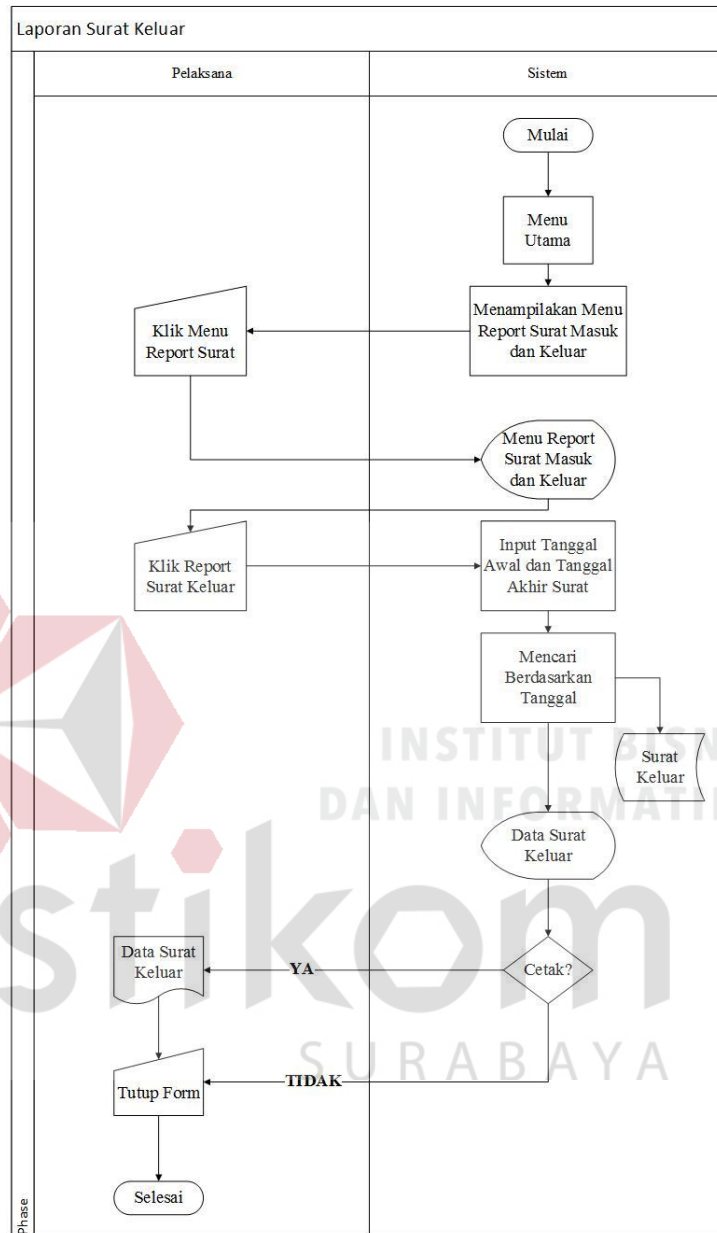 Laporan Surat Keluar
Pelaksana
Sistem
Mulai
Menu
Utama
Menampilakan Menu
Report Surat Masuk
dan Keluar
Klik Menu
Report Surat
Menu Report
Surat Masuk
dan Keluar
Klik Report
Surat Keluar
Input Tanggal
Awal dan Tanggal
Akhir Surat
Mencari
Berdasarkan
Tanggal
Surat
Keluar
INSTITUT BISN
DAN INFORMATI
Data Surat
Keluar
stikom
SURABAYA
Cetak?
YA
Data Surat
Keluar
TIDAK
Tutup Form
Selesai
Phase